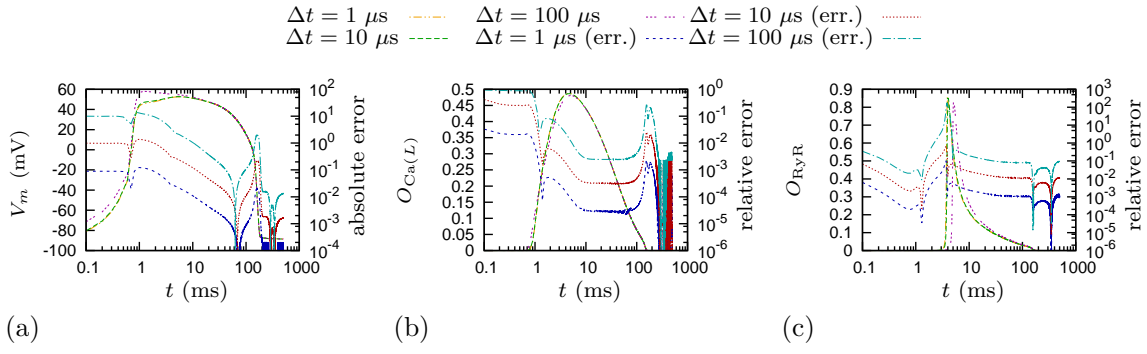 Δt = 1 μs Δt = 100 μs Δt = 10 μs (err.)
Δt = 10 μs Δt = 1 μs (err.) Δt = 100 μs (err.)
60 40 20 0 -20 -40 -60 -80 -100
V_m (mV)
10^2 10^1 10^0 10^-1 10^-2 10^-3 10^-4
absolute error
0.1 1 10 100 1000
t (ms)
(a)
0.5 0.45 0.4 0.35 0.3 0.25 0.2 0.15 0.1 0.05 0
O_Ca(L)
10^0 10^-1 10^-2 10^-3 10^-4 10^-5 10^-6
relative error
0.1 1 10 100 1000
t (ms)
(b)
0.9 0.8 0.7 0.6 0.5 0.4 0.3 0.2 0.1 0
O_RyR
10^3 10^2 10^1 10^0 10^-1 10^-2 10^-3 10^-4 10^-5 10^-6
relative error
0.1 1 10 100 1000
t (ms)
(c)